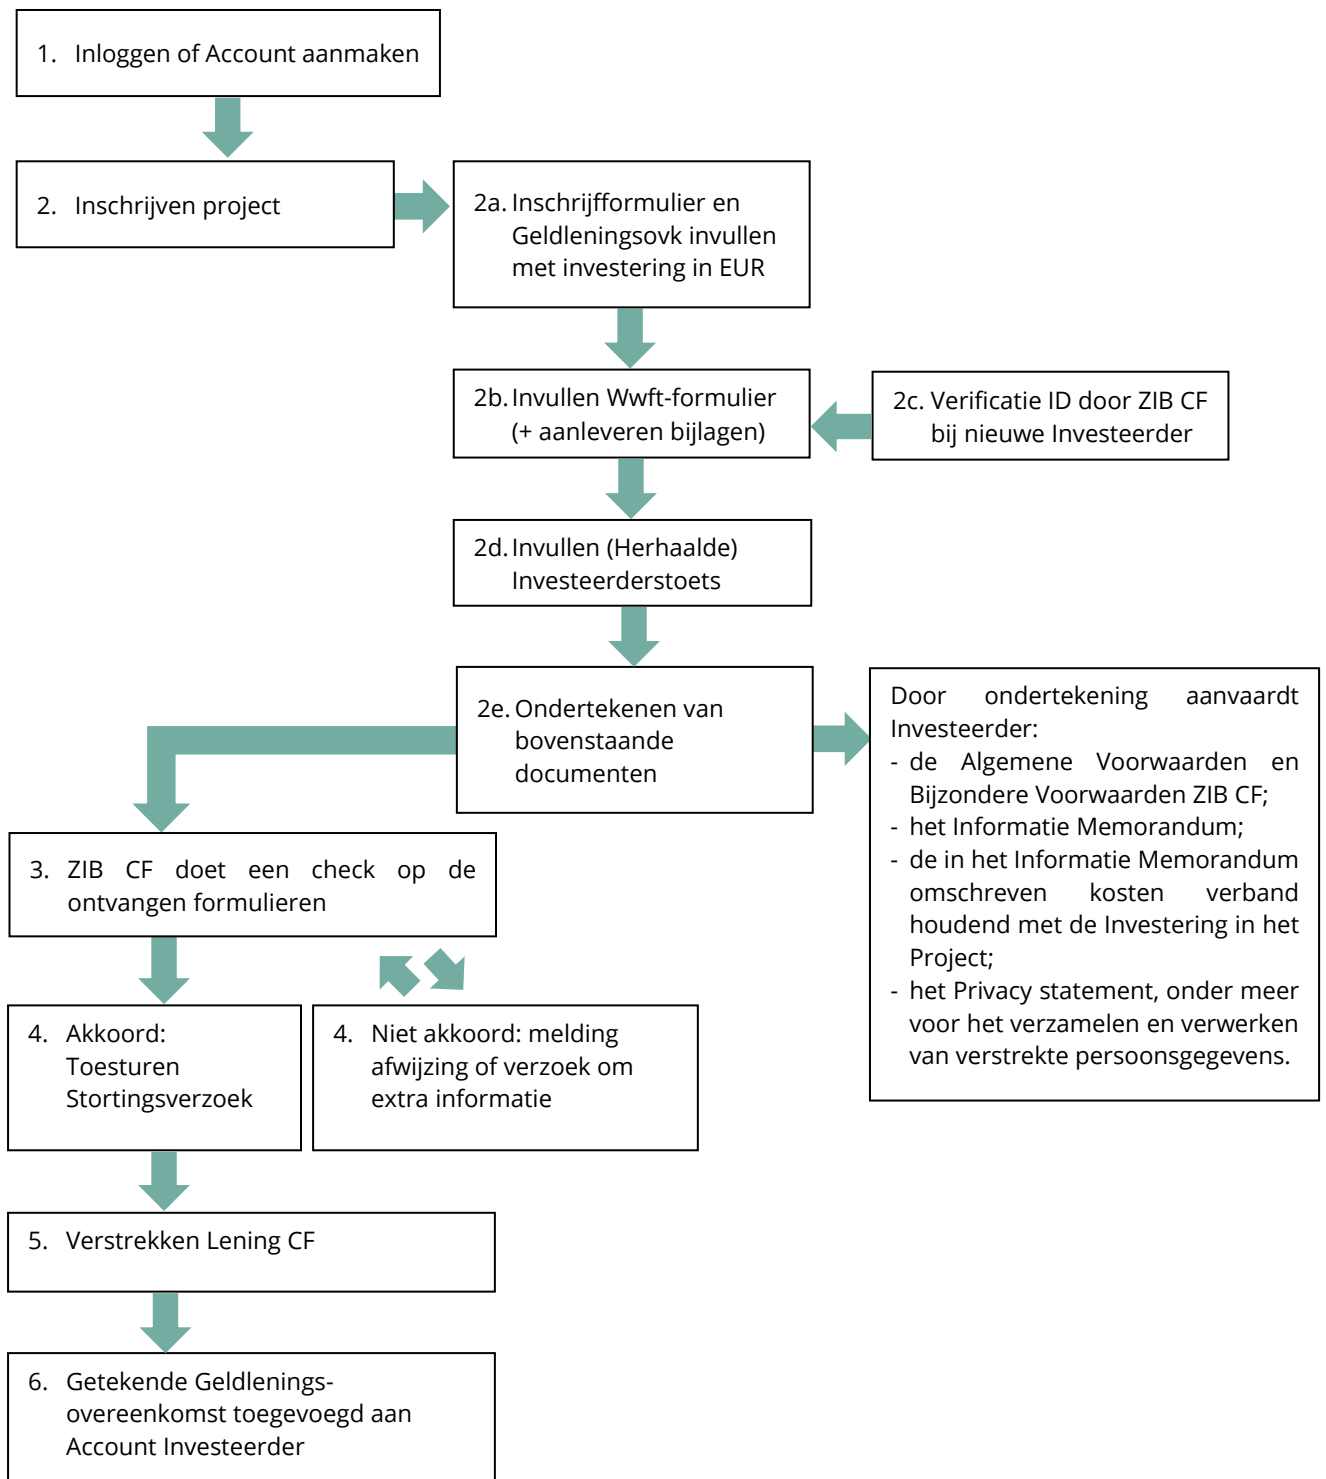 1. Inloggen of Account aanmaken
2. Inschrijven project
2a. Inschrijfformulier en
Geldleningsovk invullen
met investering in EUR
2b. Invullen Wwft-formulier
(+ aanleveren bijlagen)
2c. Verificatie ID door ZIB CF
bij nieuwe Investeerder
2d. Invullen (Herhaalde)
Investeerderstoets
2e. Ondertekenen van
bovenstaande
documenten
Door ondertekening aanvaardt
Investeerder:
- de Algemene Voorwaarden en
Bijzondere Voorwaarden ZIB CF;
- het Informatie Memorandum;
- de in het Informatie Memorandum
omschreven kosten verband
houdend met de Investering in het
Project;
- het Privacy statement, onder meer
voor het verzamelen en verwerken
van verstrekte persoonsgegevens.
3. ZIB CF doet een check op de
ontvangen formulieren
4. Akkoord:
Toesturen
Stortingsverzoek
4. Niet akkoord: melding
afwijzing of verzoek om
extra informatie
5. Verstrekken Lening CF
6. Getekende Geldlenings-
overeenkomst toegevoegd aan
Account Investeerder